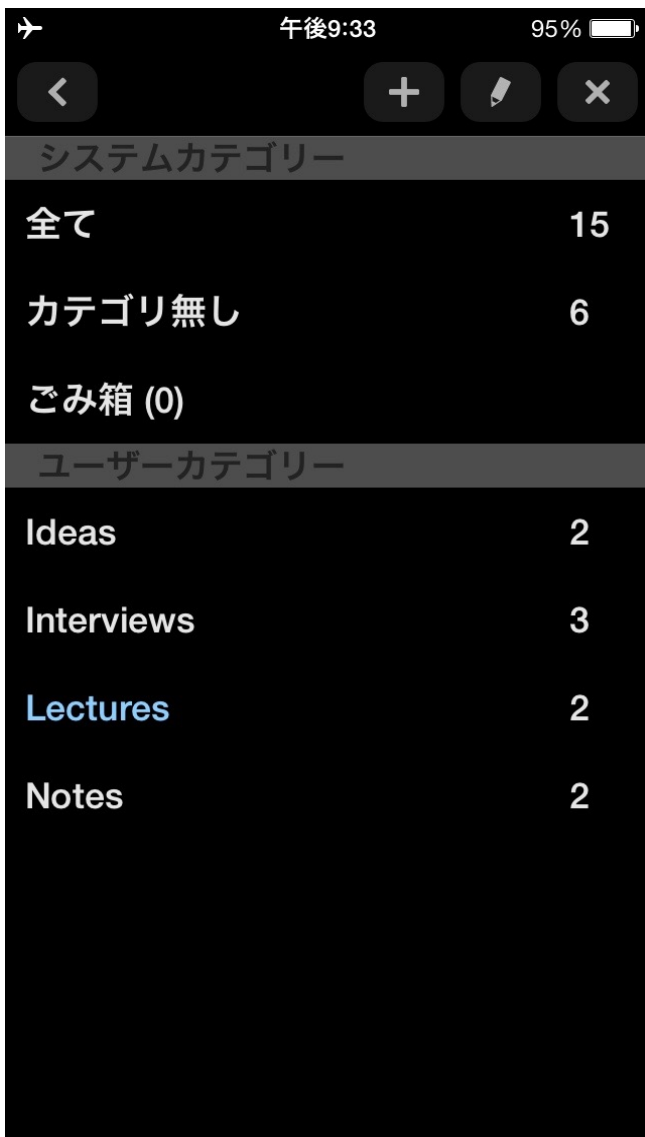 午後9:33 95%
システムカテゴリー
全て 15
カテゴリ無し 6
ごみ箱 (0)
ユーザーカテゴリー
Ideas 2
Interviews 3
Lectures 2
Notes 2